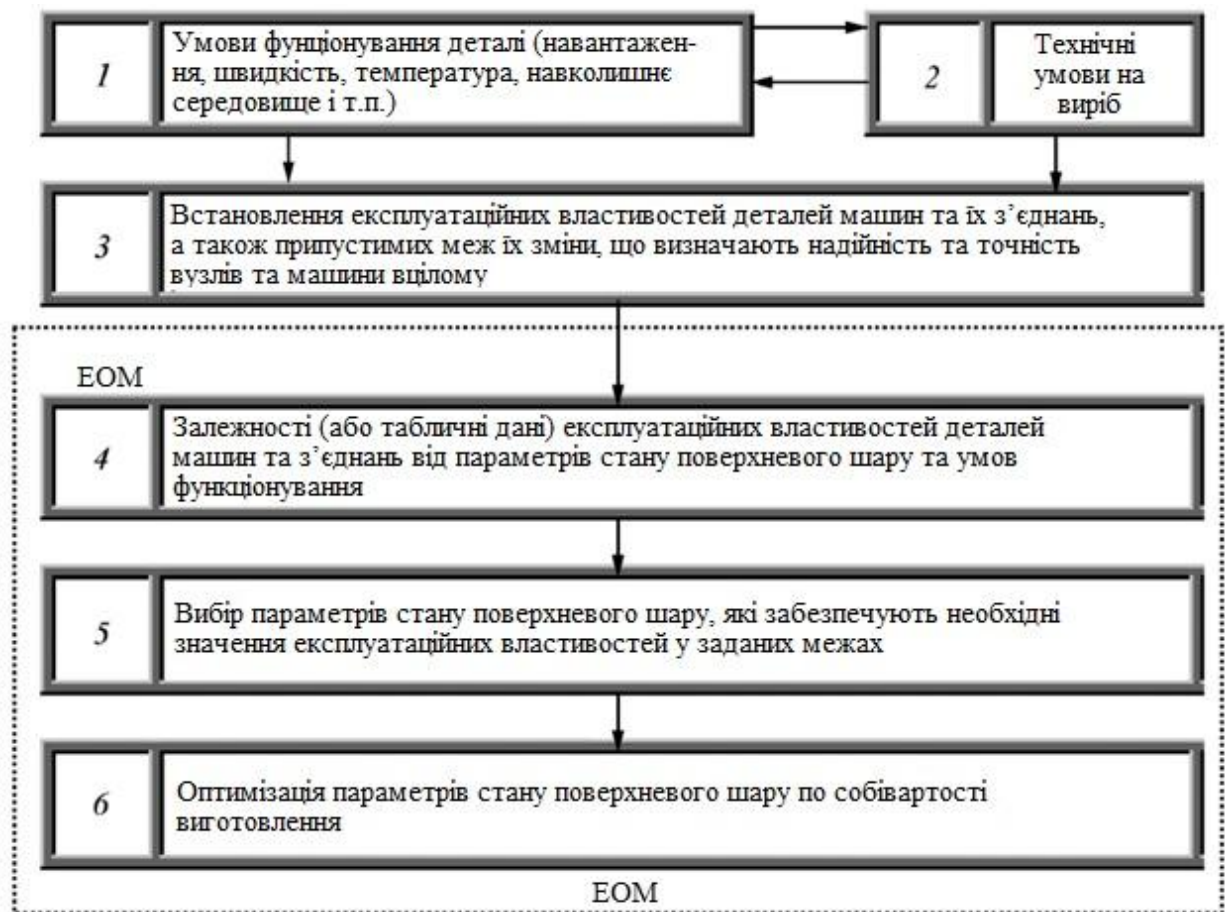 1
Умови фунціонування деталі (навантажен-
ня, швидкість, температура, навколишнє
середовище і т.п.)
2
Технічні
умови на
виріб
3
Встановлення експлуатаційних властивостей деталей машин та їх з’єднань,
а також припустимих меж їх зміни, що визначають надійність та точність
вузлів та машини вцілому
ЕОМ
4
Залежності (або табличні дані) експлуатаційних властивостей деталей
машин та з’єднань від параметрів стану поверхневого шару та умов
функціонування
5
Вибір параметрів стану поверхневого шару, які забезпечують необхідні
значення експлуатаційних властивостей у заданих межах
6
Оптимізація параметрів стану поверхневого шару по собівартості
виготовлення
ЕОМ